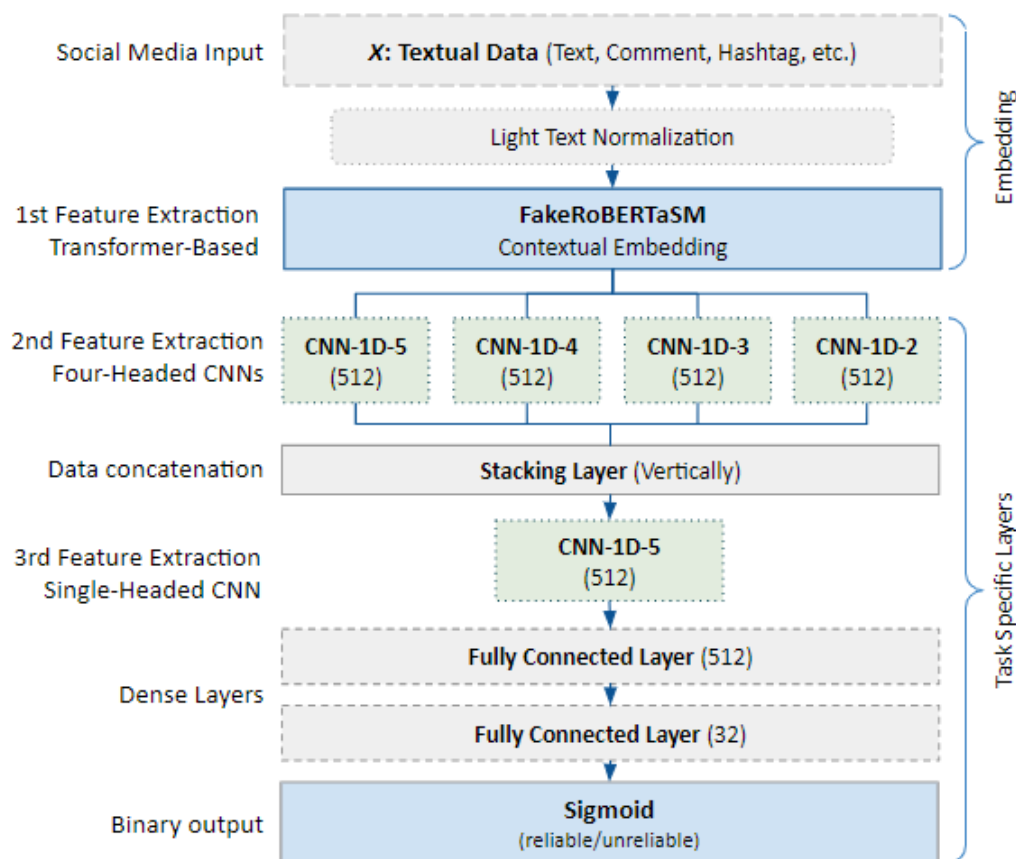 Social Media Input
X: Textual Data (Text, Comment, Hashtag, etc.)
Light Text Normalization
Embedding
1st Feature Extraction
Transformer-Based
FakeRoBERTaSM
Contextual Embedding
2nd Feature Extraction
Four-Headed CNNs
CNN-1D-5
(512)
CNN-1D-4
(512)
CNN-1D-3
(512)
CNN-1D-2
(512)
Data concatenation
Stacking Layer (Vertically)
3rd Feature Extraction
Single-Headed CNN
CNN-1D-5
(512)
Task Specific Layers
Dense Layers
Fully Connected Layer (512)
Fully Connected Layer (32)
Binary output
Sigmoid
(reliable/unreliable)